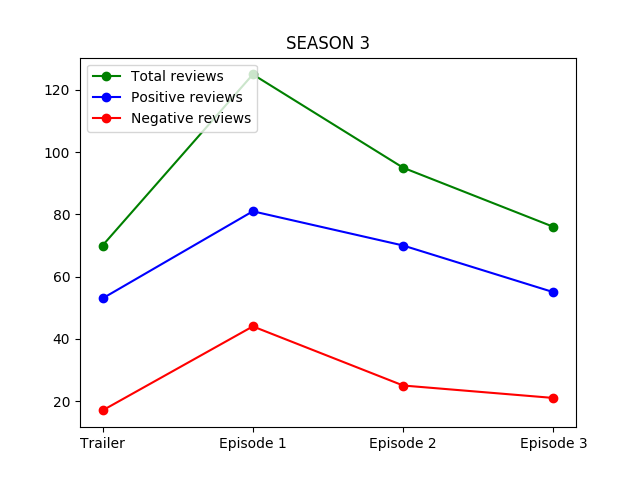 SEASON 3
Total reviews
Positive reviews
Negative reviews
120
100
80
60
40
20
Trailer
Episode 1
Episode 2
Episode 3